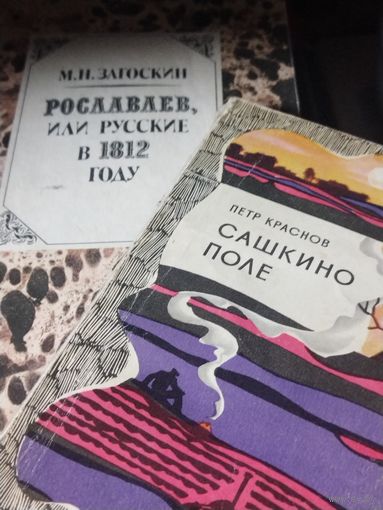 М.Н. ЗАГОСКИН
РОСЛАВЛЕВ,
ИЛИ РУССКИЕ
В 1812
ГОДУ
ПЕТР КРАСНОВ
САШКИНО
ПОЛЕ